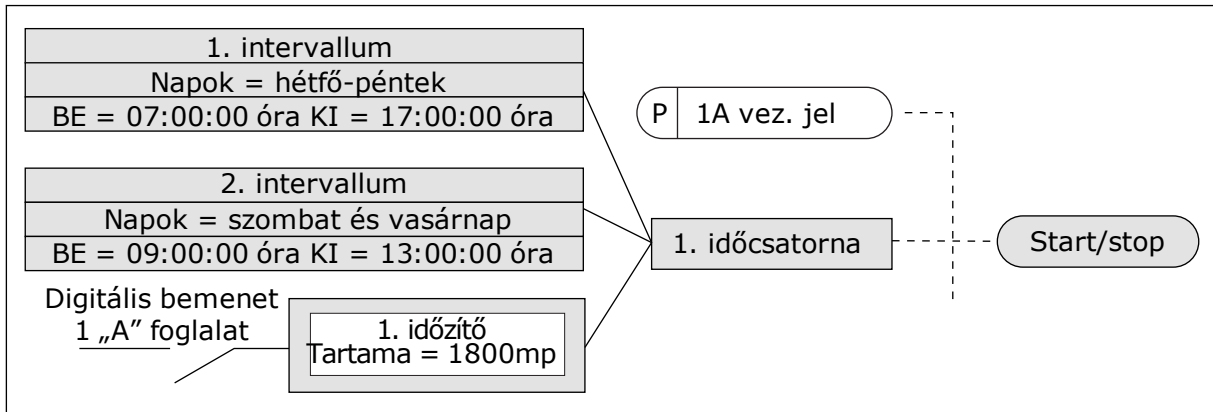 1. intervallum
Napok = hétfő-péntek
BE = 07:00:00 óra KI = 17:00:00 óra
P 1A vez. jel
2. intervallum
Napok = szombat és vasárnap
BE = 09:00:00 óra KI = 13:00:00 óra
1. időcsatorna
Start/stop
Digitális bemenet
1 „A” foglalat
1. időzítő
Tartama = 1800mp